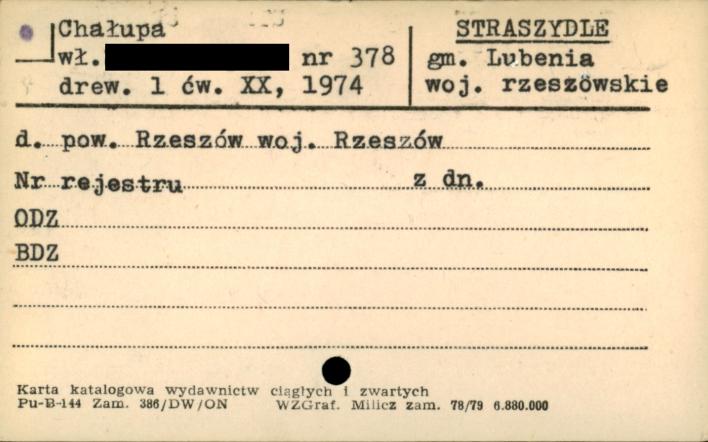 Chałupa
wł. nr 378
drew. 1 ćw. XX, 1974
STRASZYDLE
gm. Lubenia
woj. rzeszowskie
d. pow. Rzeszów woj. Rzeszów
Nr rejestru z dn.
ODZ
BDZ
Karta katalogowa wydawnictw ciągłych i zwartych
Pu-B-144 Zam. 386/DW/ON WZGraf. Milicz zam. 78/79 6.880.000